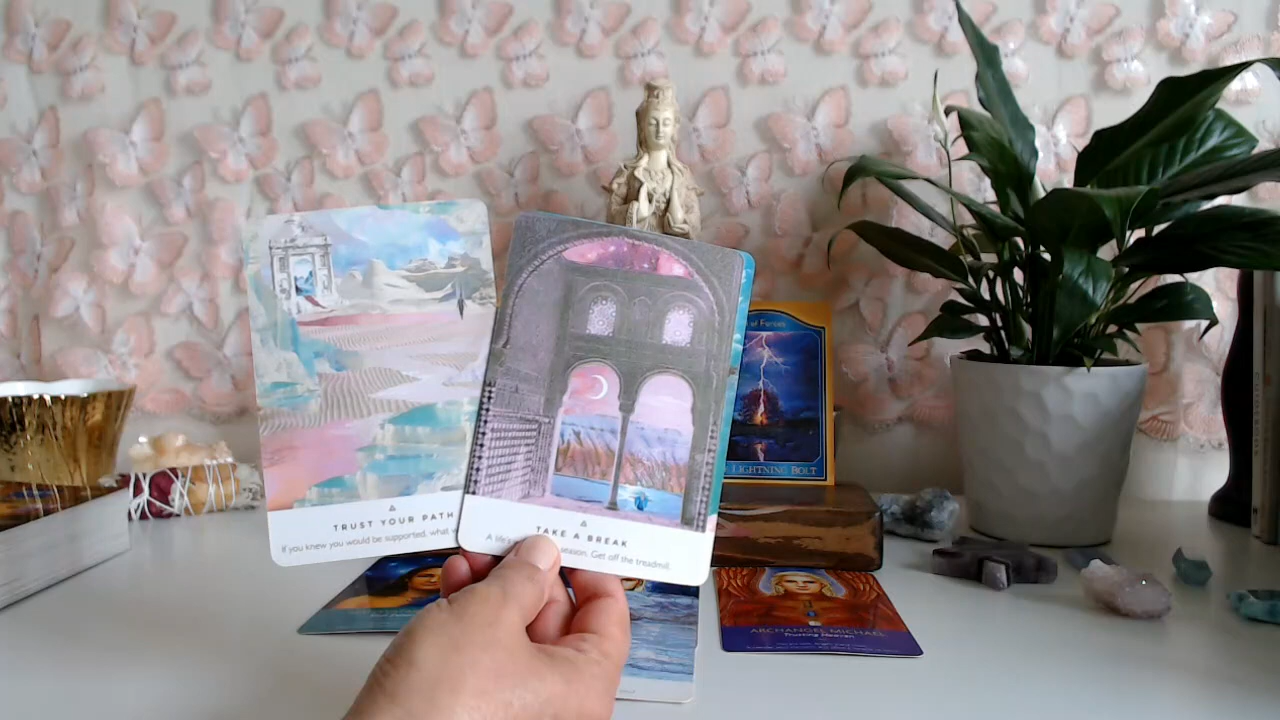 TRUST YOUR PATH
If you knew you would be supported, what
TAKE A BREAK
A life's season. Get off the treadmill.
of Forces
LIGHTNING BOLT
ARCHANGEL MICHAEL
Trusting Heaven